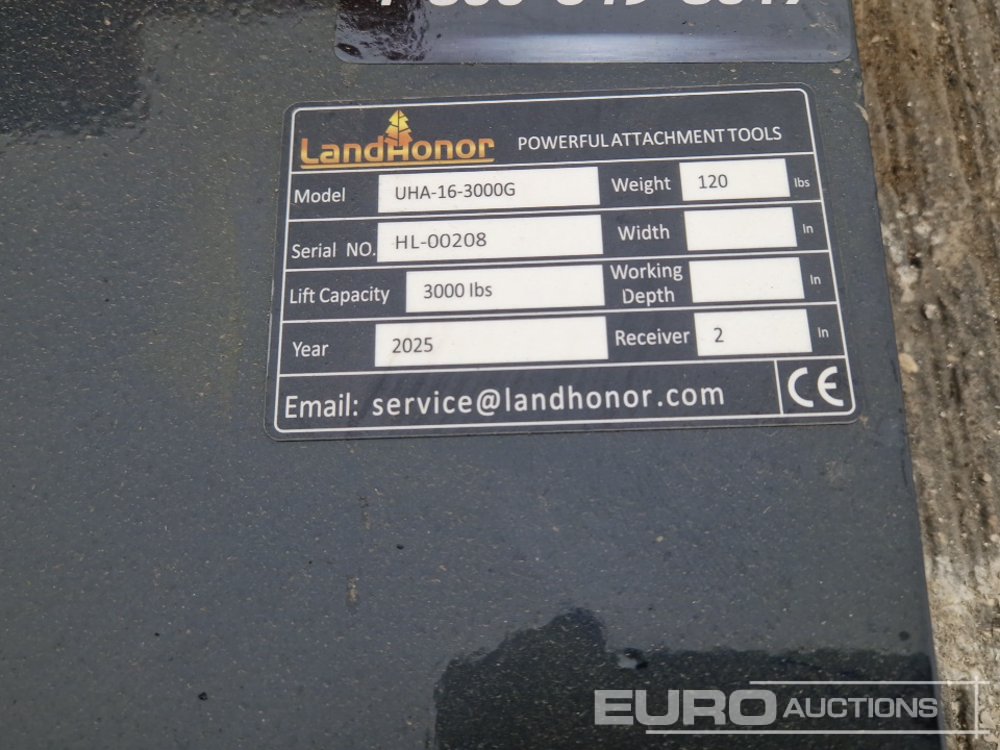 LandHonor POWERFUL ATTACHMENT TOOLS
Model UHA-16-3000G Weight 120 lbs
Serial NO. HL-00208 Width In
Lift Capacity 3000 lbs Working Depth In
Year 2025 Receiver 2 In
Email: service@landhonor.com CE
EURO AUCTIONS